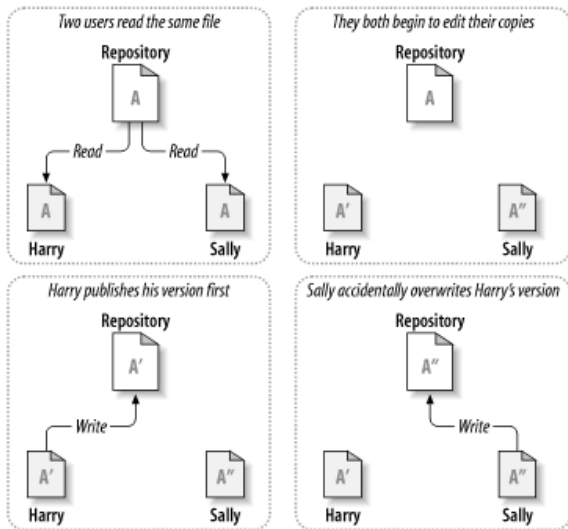 Two users read the same file
Repository
A
Read
Read
A
A
Harry
Sally
They both begin to edit their copies
Repository
A
A'
A"
Harry
Sally
Harry publishes his version first
Repository
A'
Write
A'
A"
Harry
Sally
Sally accidentally overwrites Harry's version
Repository
A"
Write
A'
A"
Harry
Sally